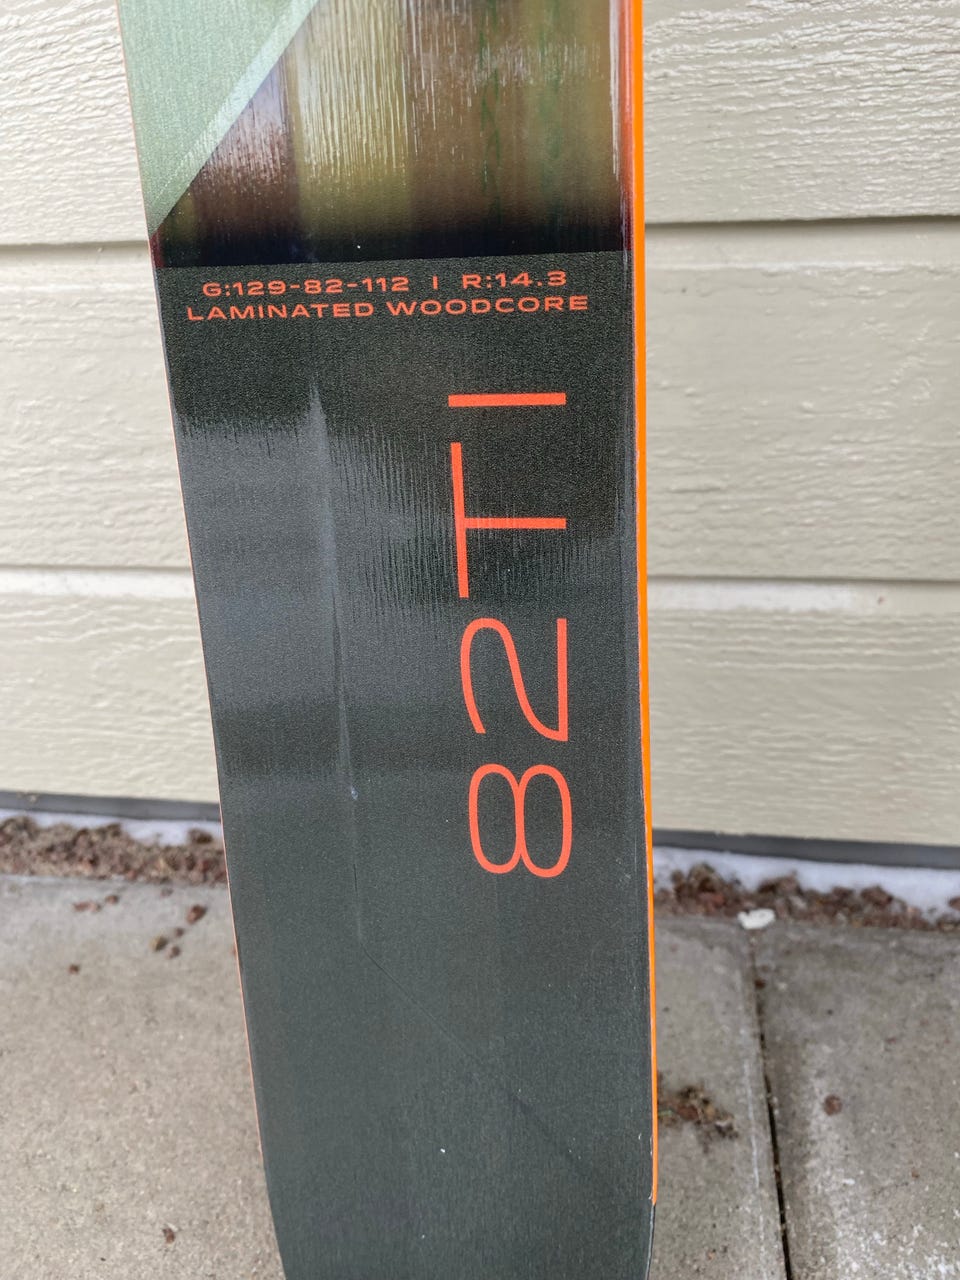 G:129-82-112 | R:14.3
LAMINATED WOODCORE
82TI